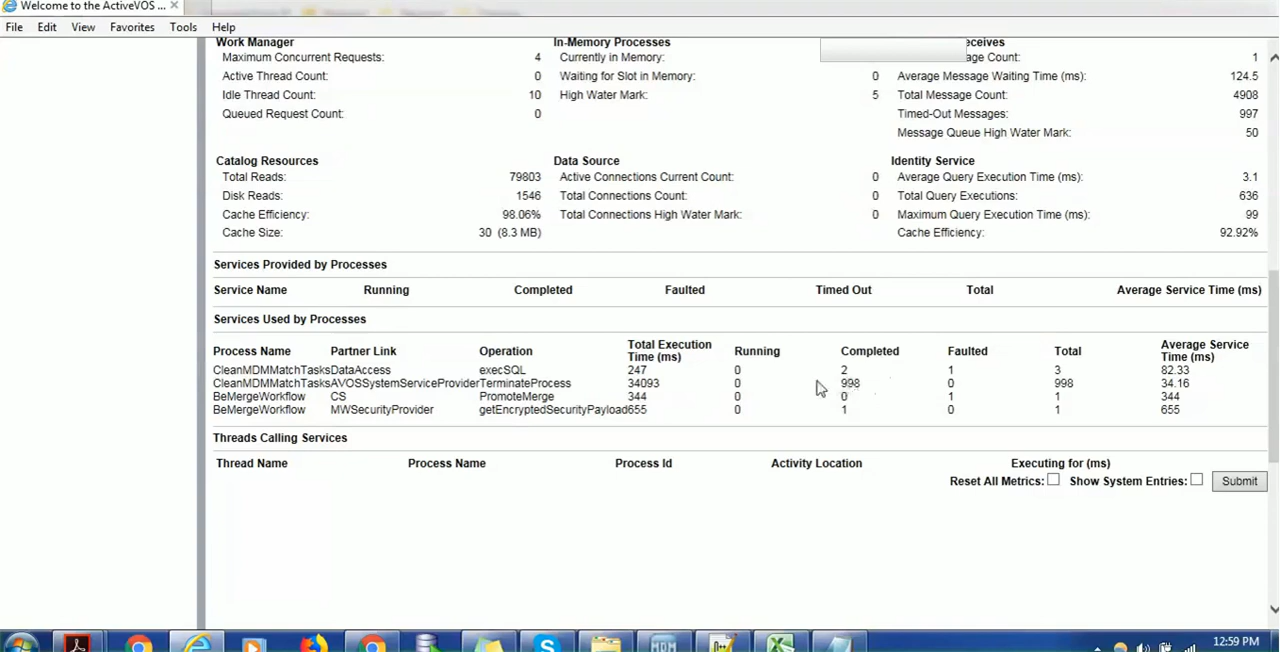 Welcome to the ActiveVOS ...
File Edit View Favorites Tools Help
Work Manager In-Memory Processes eceives
Maximum Concurrent Requests: 4 Currently in Memory: age Count: 1
Active Thread Count: 0 Waiting for Slot in Memory: 0 Average Message Waiting Time (ms): 124.5
Idle Thread Count: 10 High Water Mark: 5 Total Message Count: 4908
Queued Request Count: 0 Timed-Out Messages: 997
Message Queue High Water Mark: 50
Catalog Resources Data Source Identity Service
Total Reads: 79803 Active Connections Current Count: 0 Average Query Execution Time (ms): 3.1
Disk Reads: 1546 Total Connections Count: 0 Total Query Executions: 636
Cache Efficiency: 98.06% Total Connections High Water Mark: 0 Maximum Query Execution Time (ms): 99
Cache Size: 30 (8.3 MB) Cache Efficiency: 92.92%
Services Provided by Processes
Service Name Running Completed Faulted Timed Out Total Average Service Time (ms)
Services Used by Processes
Process Name Partner Link Operation Total Execution Time (ms) Running Completed Faulted Total Average Service Time (ms)
CleanMDMMatchTasksDataAccess execSQL 247 0 2 1 3 82.33
CleanMDMMatchTasksAVOSSystemServiceProviderTerminateProcess 34093 0 998 0 998 34.16
BeMergeWorkflow CS PromoteMerge 344 0 0 1 1 344
BeMergeWorkflow MWSecurityProvider getEncryptedSecurityPayload655 0 1 0 1 655
Threads Calling Services
Thread Name Process Name Process Id Activity Location Executing for (ms)
Reset All Metrics: Show System Entries: Submit
MDM
12:59 PM